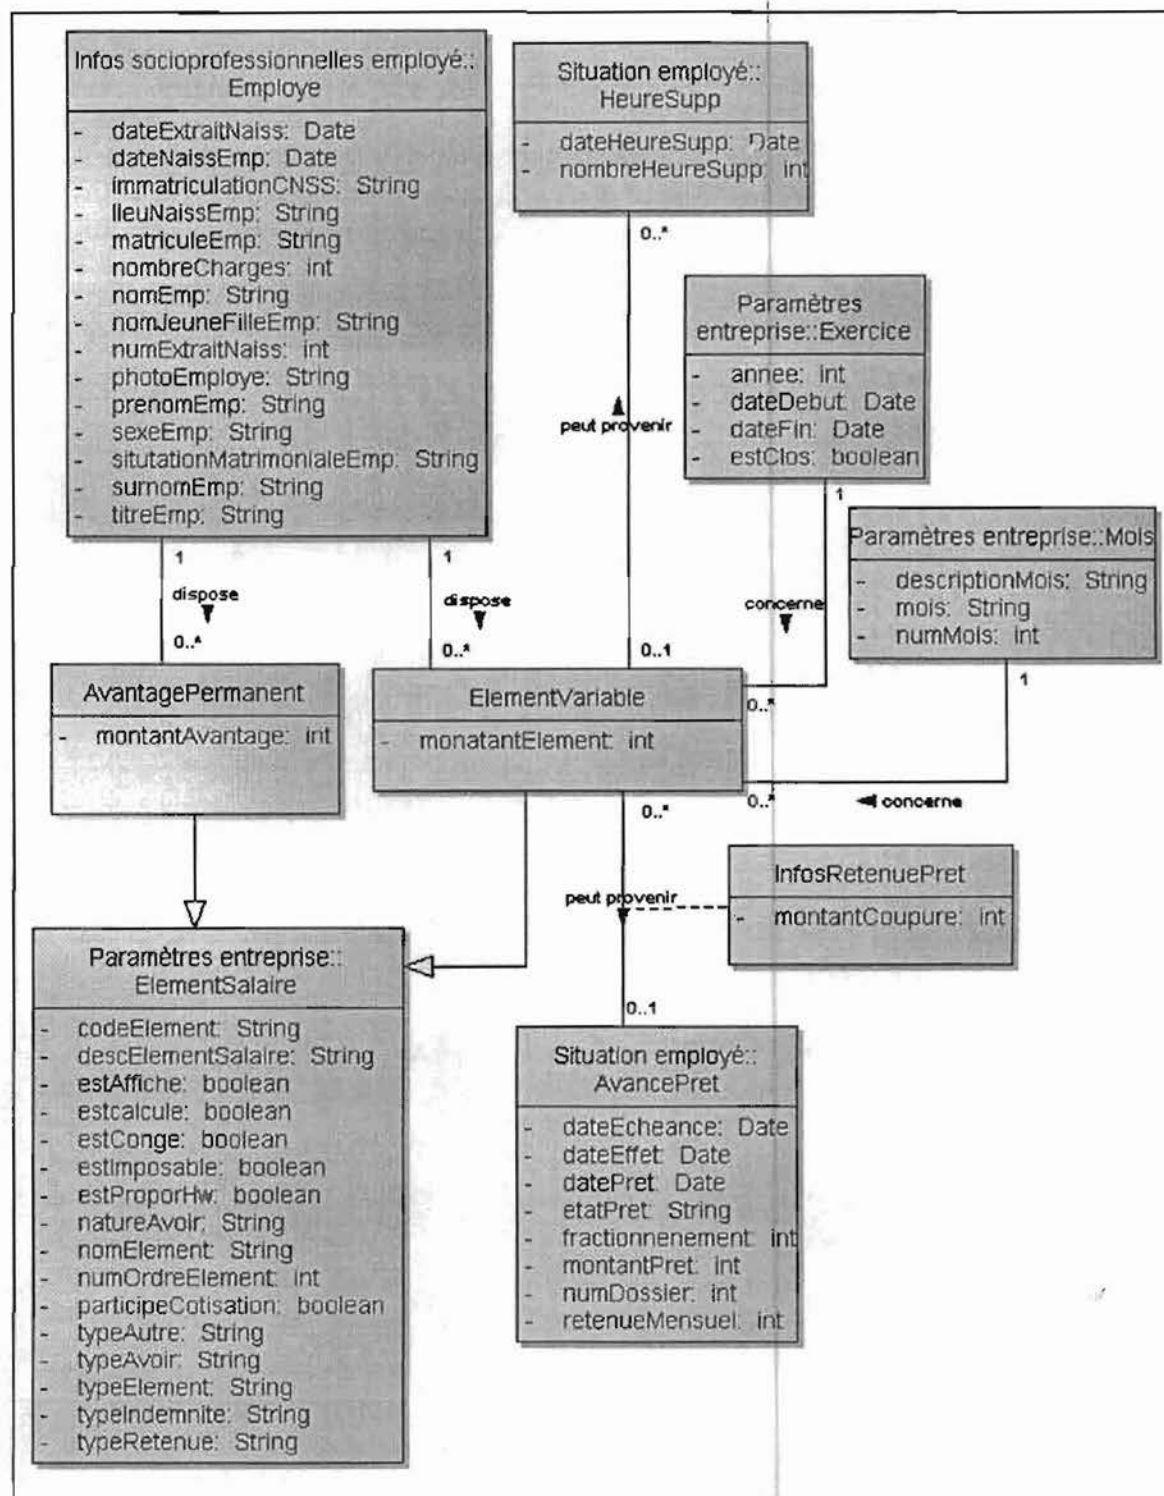 Infos socioprofessionnelles employé::
Employe
- dateExtraitNaiss: Date
- dateNaissEmp: Date
- immatriculationCNSS: String
- lieuNaissEmp: String
- matriculeEmp: String
- nombreCharges: int
- nomEmp: String
- nomJeuneFilleEmp: String
- numExtraitNaiss: int
- photoEmploye: String
- prenomEmp: String
- sexeEmp: String
- situtationMatrimonialeEmp: String
- surnomEmp: String
- titreEmp: String
Situation employé::
HeureSupp
- dateHeureSupp: Date
- nombreHeureSupp: int
0..*
peut provenir
0..1
Paramètres
entreprise::Exercice
- annee: int
- dateDebut: Date
- dateFin: Date
- estClos: boolean
1
concerne
0..*
Paramètres entreprise::Mois
- descriptionMois: String
- mois: String
- numMois: int
1
concerne
0..*
1
dispose
0..*
1
dispose
0..*
AvantagePermanent
- montantAvantage: int
ElementVariable
- monatantElement: int
0..*
peut provenir
0..1
InfosRetenuePret
- montantCoupure: int
Paramètres entreprise::
ElementSalaire
- codeElement: String
- descElementSalaire: String
- estAffiche: boolean
- estcalcule: boolean
- estConge: boolean
- estImposable: boolean
- estProporHw: boolean
- natureAvoir: String
- nomElement: String
- numOrdreElement: int
- participeCotisation: boolean
- typeAutre: String
- typeAvoir: String
- typeElement: String
- typeIndemnite: String
- typeRetenue: String
Situation employé::
AvancePret
- dateEcheance: Date
- dateEffet: Date
- datePret: Date
- etatPret: String
- fractionnenement: int
- montantPret: int
- numDossier: int
- retenueMensuel: int